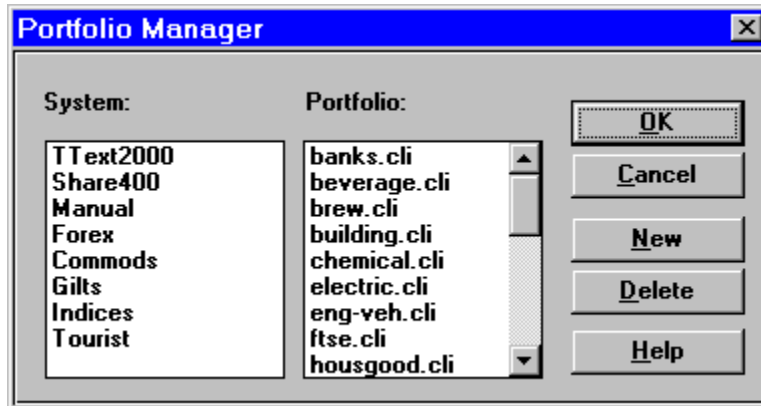 Portfolio Manager
System:
TText2000
Share400
Manual
Forex
Commods
Gilts
Indices
Tourist
Portfolio:
banks.cli
beverage.cli
brew.cli
building.cli
chemical.cli
electric.cli
eng-veh.cli
ftse.cli
housgood.cli
OK
Cancel
New
Delete
Help